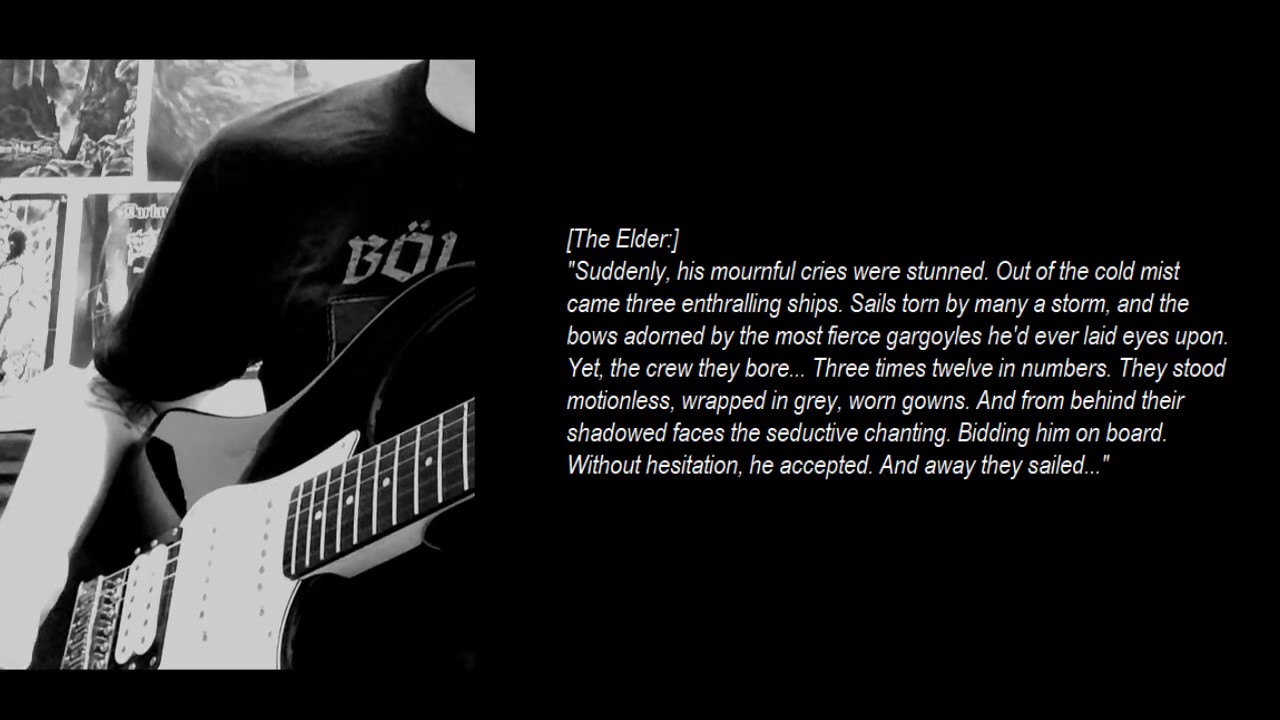 BÖL
[The Elder:]
"Suddenly, his mournful cries were stunned. Out of the cold mist
came three enthralling ships. Sails torn by many a storm, and the
bows adorned by the most fierce gargoyles he'd ever laid eyes upon.
Yet, the crew they bore... Three times twelve in numbers. They stood
motionless, wrapped in grey, worn gowns. And from behind their
shadowed faces the seductive chanting. Bidding him on board.
Without hesitation, he accepted. And away they sailed..."